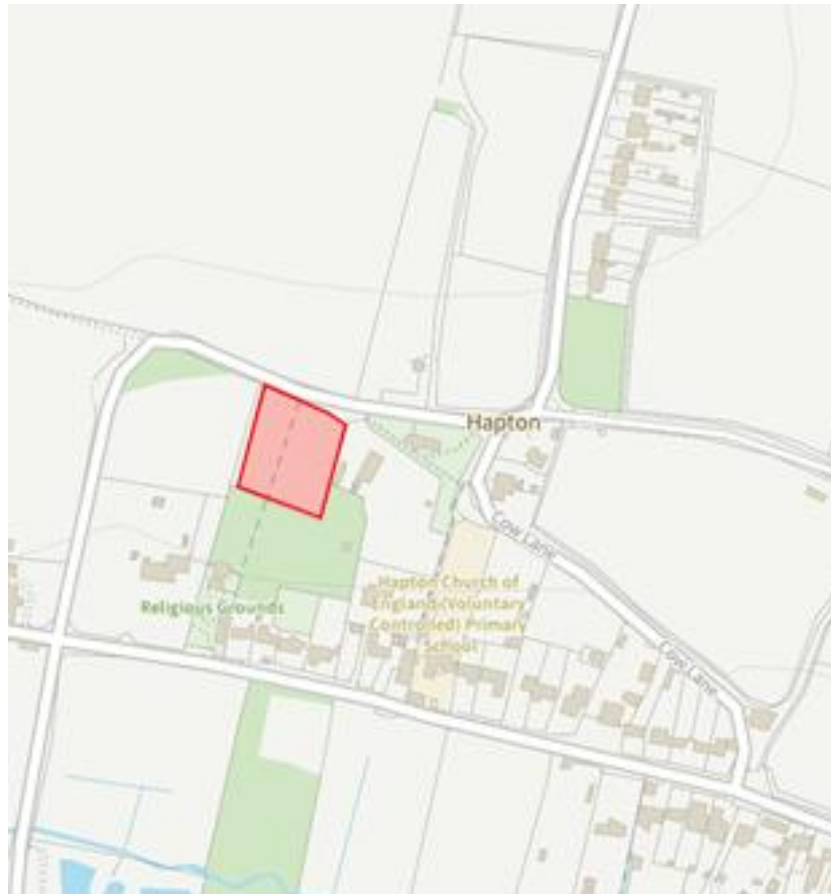 Hapton
Cow Lane
Hapton Church of
England (Voluntary
Controlled) Primary
School
Religious Grounds
Cow Lane